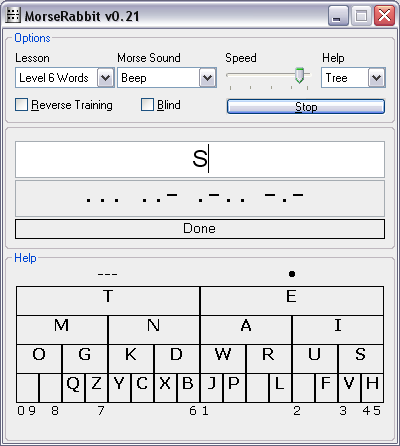 MorseRabbit v0.21
Options
Lesson Morse Sound Speed Help
Level 6 Words Beep Tree
Reverse Training Blind Stop
S
... ..- .-.. -.-
Done
Help
--- •
T E
M N A I
O G K D W R U S
Q Z Y C X B J P L F V H
0 9 8 7 6 1 2 3 4 5